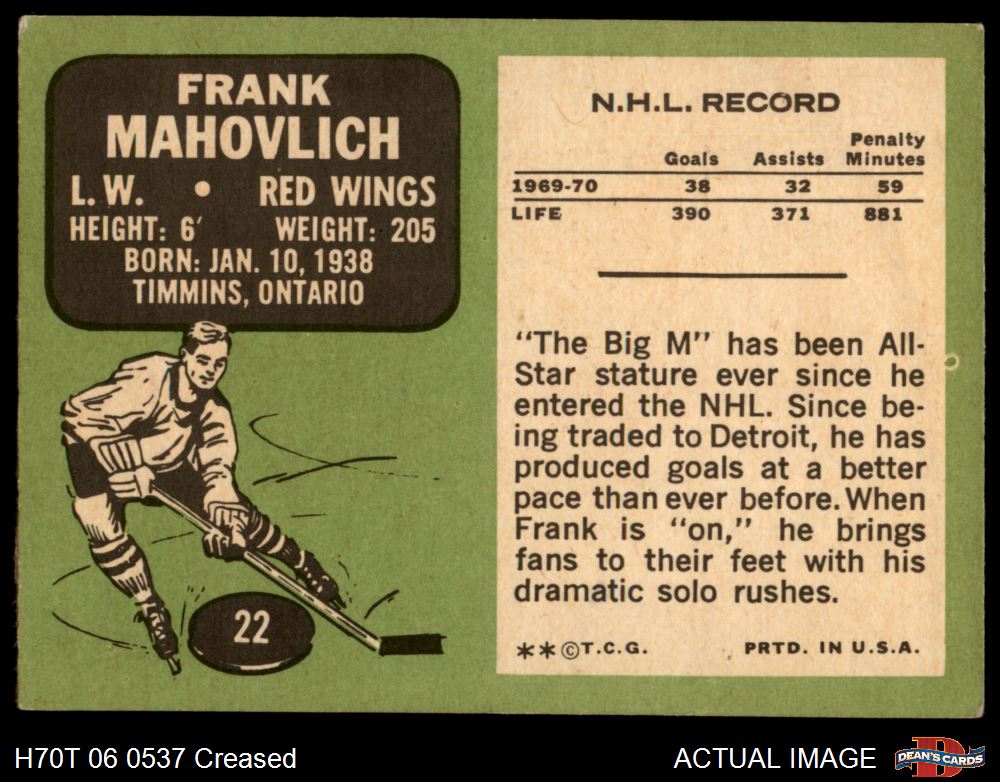 FRANK
MAHOVLICH
L.W. • RED WINGS
HEIGHT: 6' WEIGHT: 205
BORN: JAN. 10, 1938
TIMMINS, ONTARIO
22
N.H.L. RECORD
Penalty
Goals Assists Minutes
1969-70 38 32 59
LIFE 390 371 881
"The Big M" has been All-
Star stature ever since he
entered the NHL. Since be-
ing traded to Detroit, he has
produced goals at a better
pace than ever before. When
Frank is "on," he brings
fans to their feet with his
dramatic solo rushes.
**©T.C.G. PRTD. IN U.S.A.
H70T 06 0537 Creased
ACTUAL IMAGE
D
DEAN'S CARDS